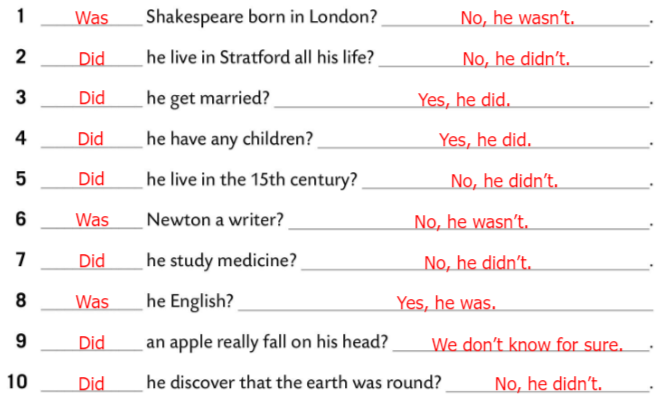 1 Was Shakespeare born in London? No, he wasn't.
2 Did he live in Stratford all his life? No, he didn't.
3 Did he get married? Yes, he did.
4 Did he have any children? Yes, he did.
5 Did he live in the 15th century? No, he didn't.
6 Was Newton a writer? No, he wasn't.
7 Did he study medicine? No, he didn't.
8 Was he English? Yes, he was.
9 Did an apple really fall on his head? We don't know for sure.
10 Did he discover that the earth was round? No, he didn't.